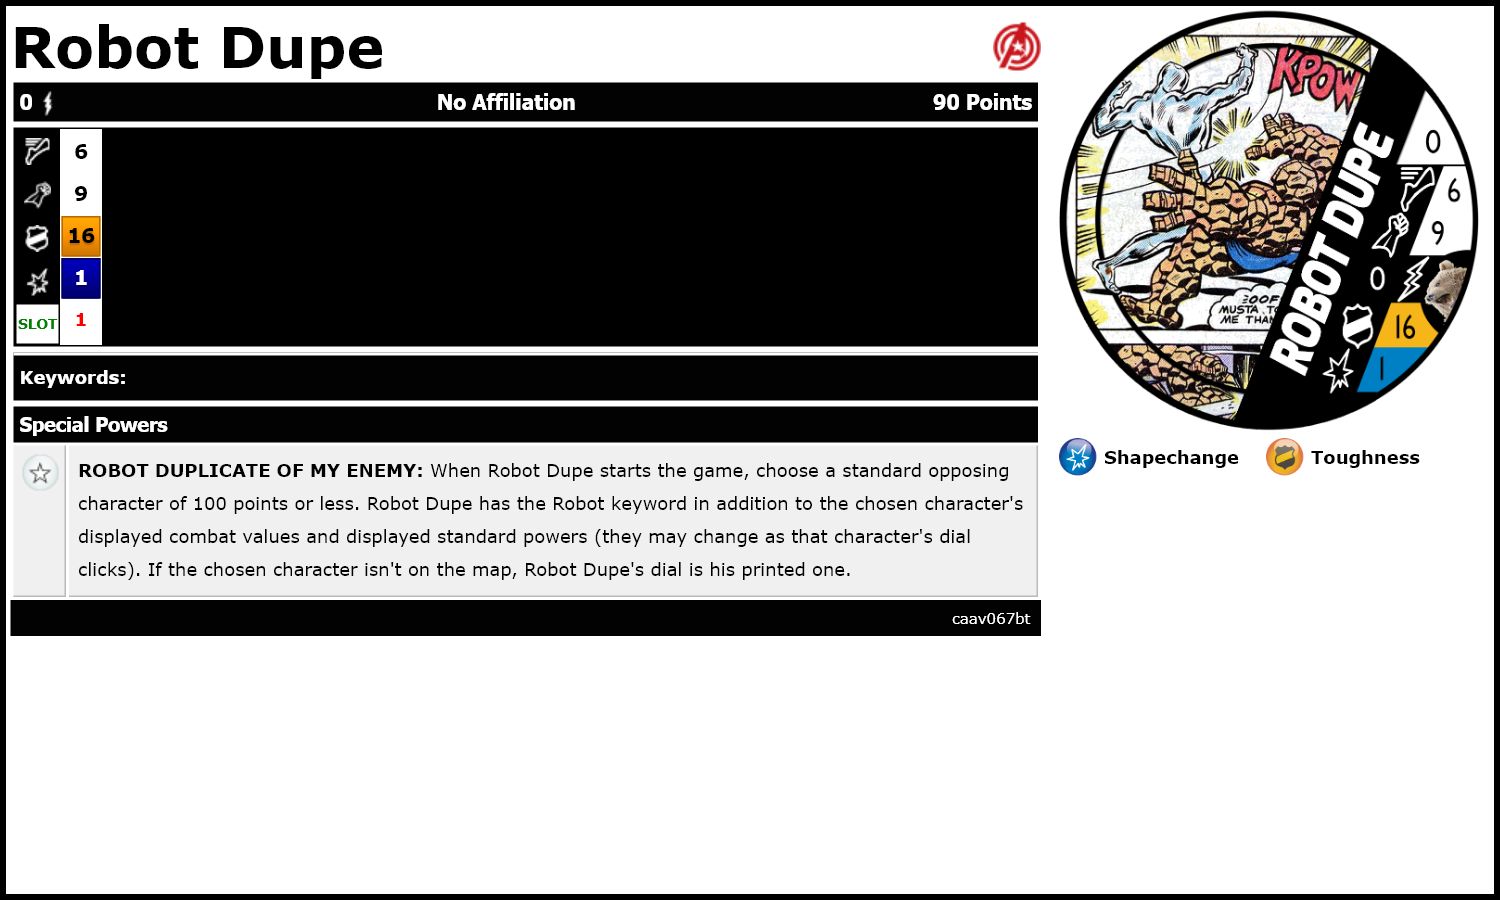 Robot Dupe
0 No Affiliation 90 Points
6
9
16
1
SLOT 1
Keywords:
Special Powers
ROBOT DUPLICATE OF MY ENEMY: When Robot Dupe starts the game, choose a standard opposing
character of 100 points or less. Robot Dupe has the Robot keyword in addition to the chosen character's
displayed combat values and displayed standard powers (they may change as that character's dial
clicks). If the chosen character isn't on the map, Robot Dupe's dial is his printed one.
caav067bt
KPOW
ROBOT DUPE
0
6
9
0
16
1
MUSTA
ME
Shapechange Toughness